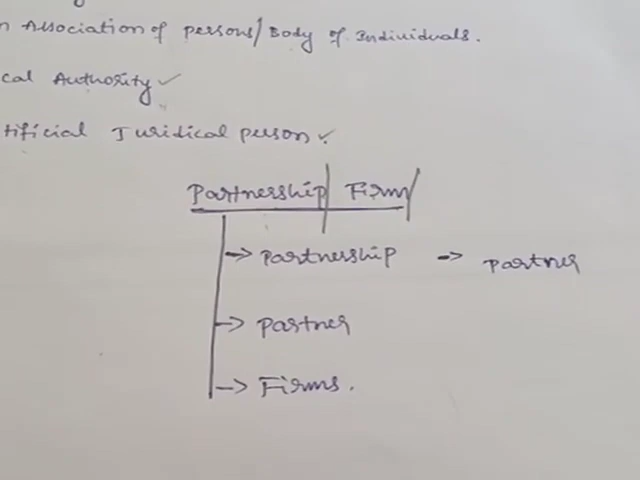 n Association of persons/Body of Individuals.
cal Authority ✓
tificial Juridical person ✓
Partnership/Firm/
→ partnership → partner
→ partner
→ Firms.